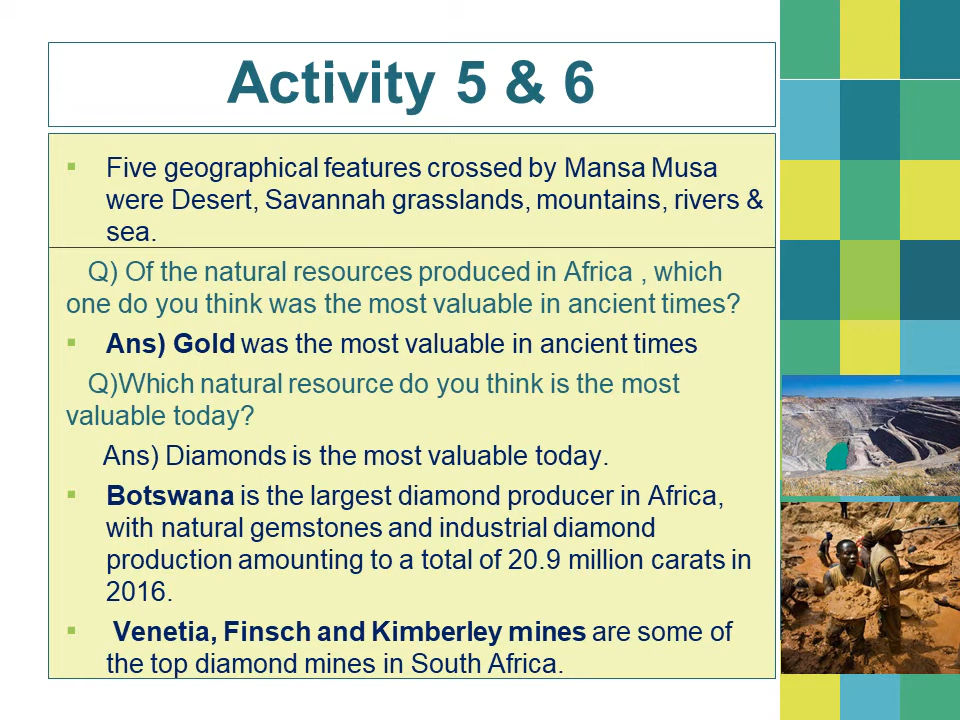 Activity 5 & 6
▪ Five geographical features crossed by Mansa Musa
were Desert, Savannah grasslands, mountains, rivers &
sea.
Q) Of the natural resources produced in Africa , which
one do you think was the most valuable in ancient times?
▪ Ans) Gold was the most valuable in ancient times
Q)Which natural resource do you think is the most
valuable today?
Ans) Diamonds is the most valuable today.
▪ Botswana is the largest diamond producer in Africa,
with natural gemstones and industrial diamond
production amounting to a total of 20.9 million carats in
2016.
▪ Venetia, Finsch and Kimberley mines are some of
the top diamond mines in South Africa.